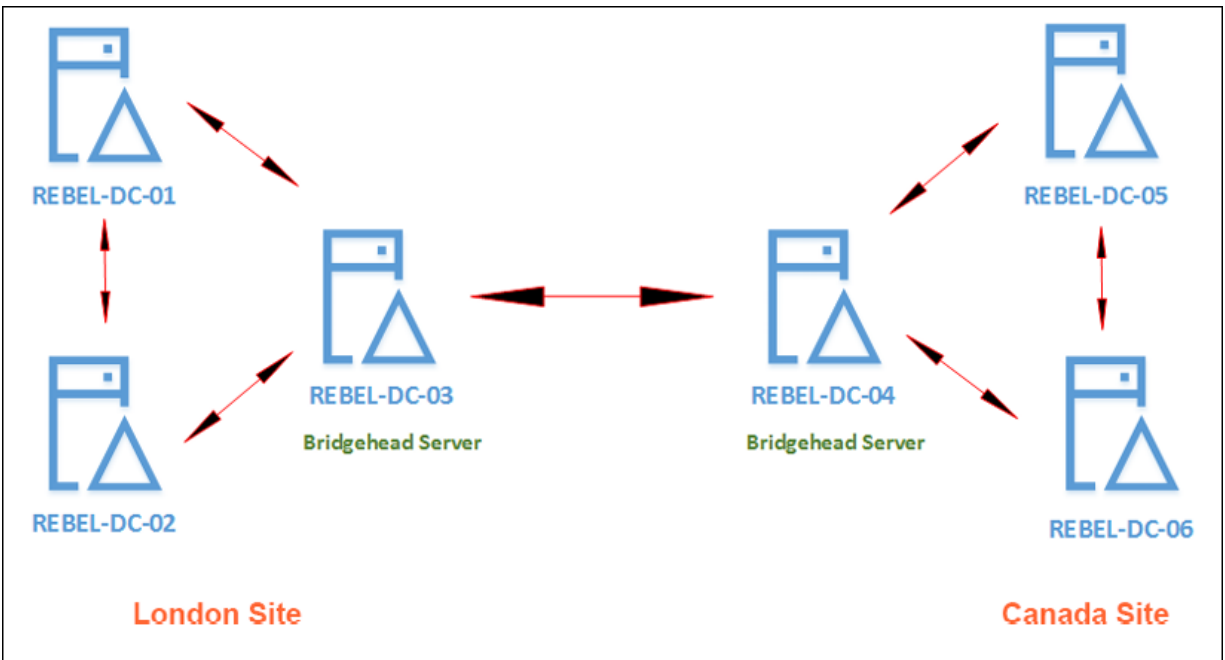 REBEL-DC-01
REBEL-DC-05
REBEL-DC-03
REBEL-DC-04
Bridgehead Server
Bridgehead Server
REBEL-DC-02
REBEL-DC-06
London Site
Canada Site